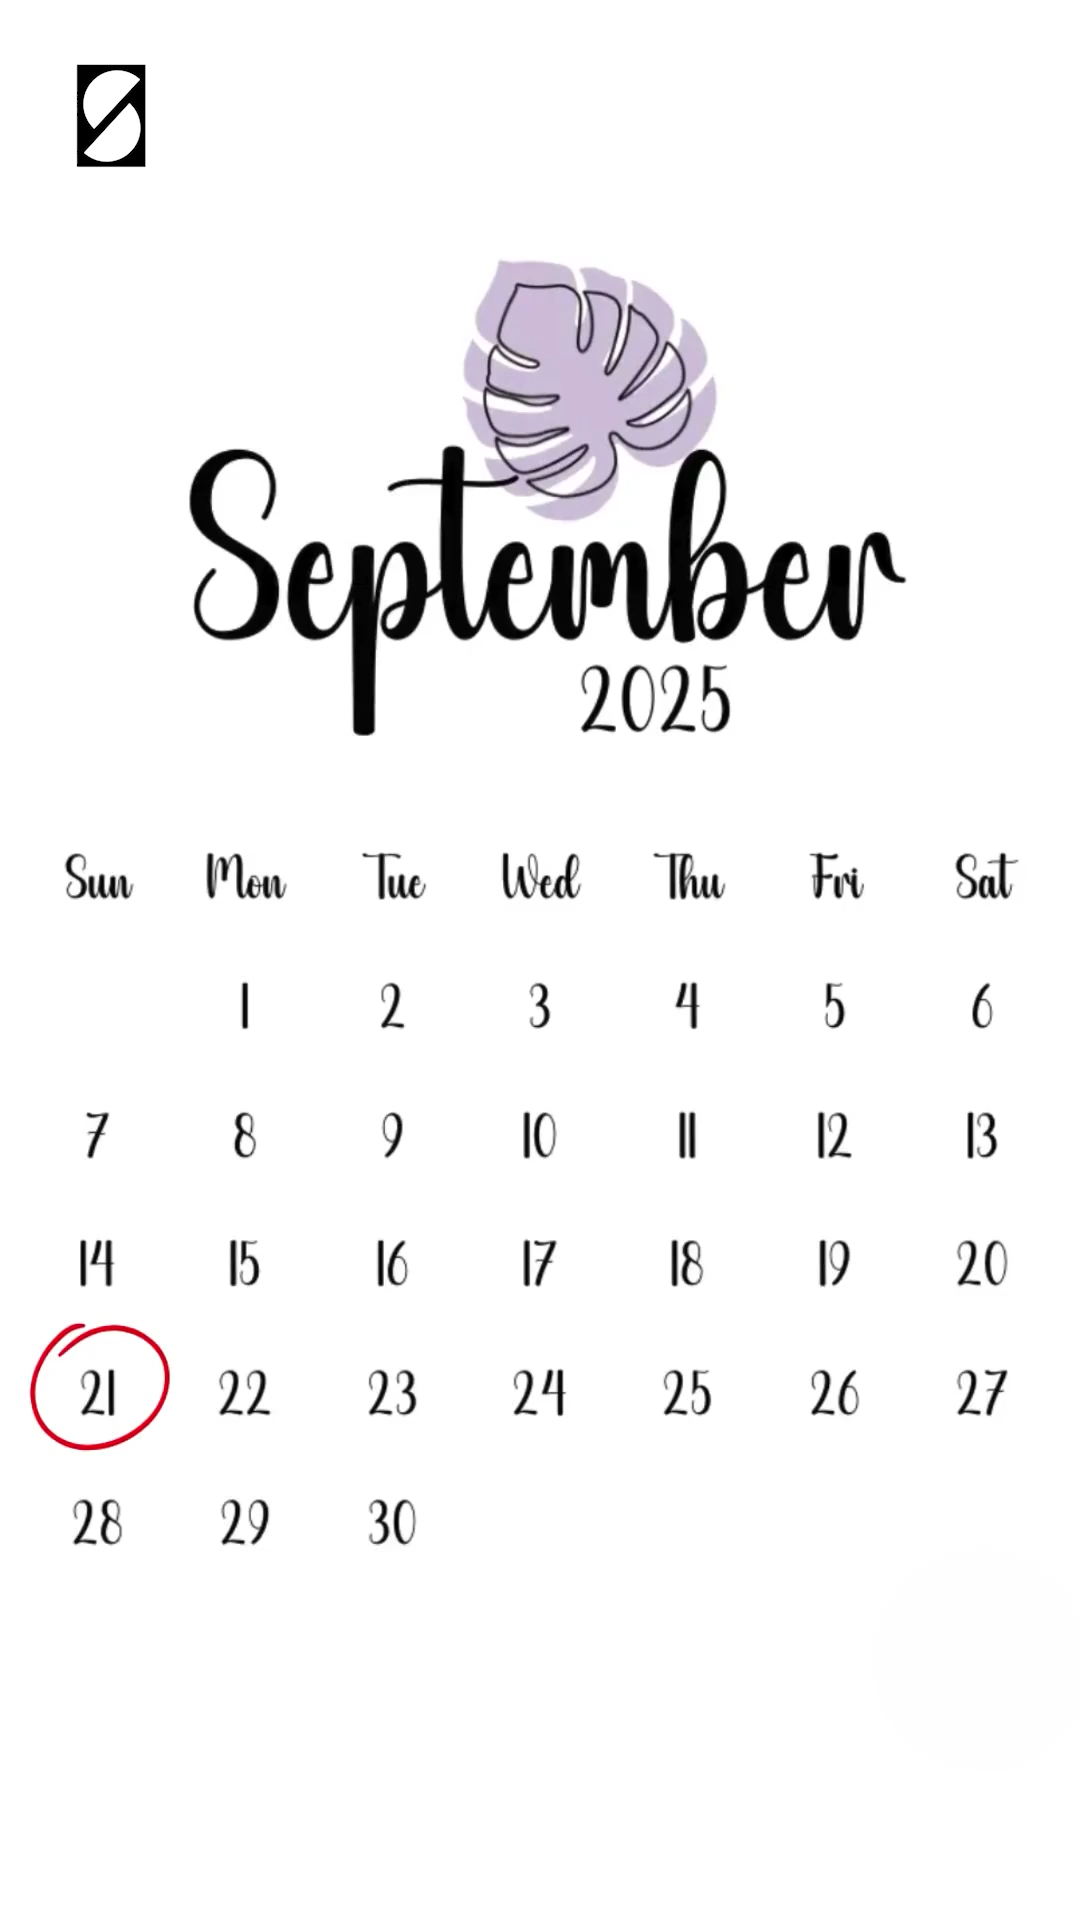 S
September
2025
Sun Mon Tue Wed Thu Fri Sat
1 2 3 4 5 6
7 8 9 10 11 12 13
14 15 16 17 18 19 20
21 22 23 24 25 26 27
28 29 30